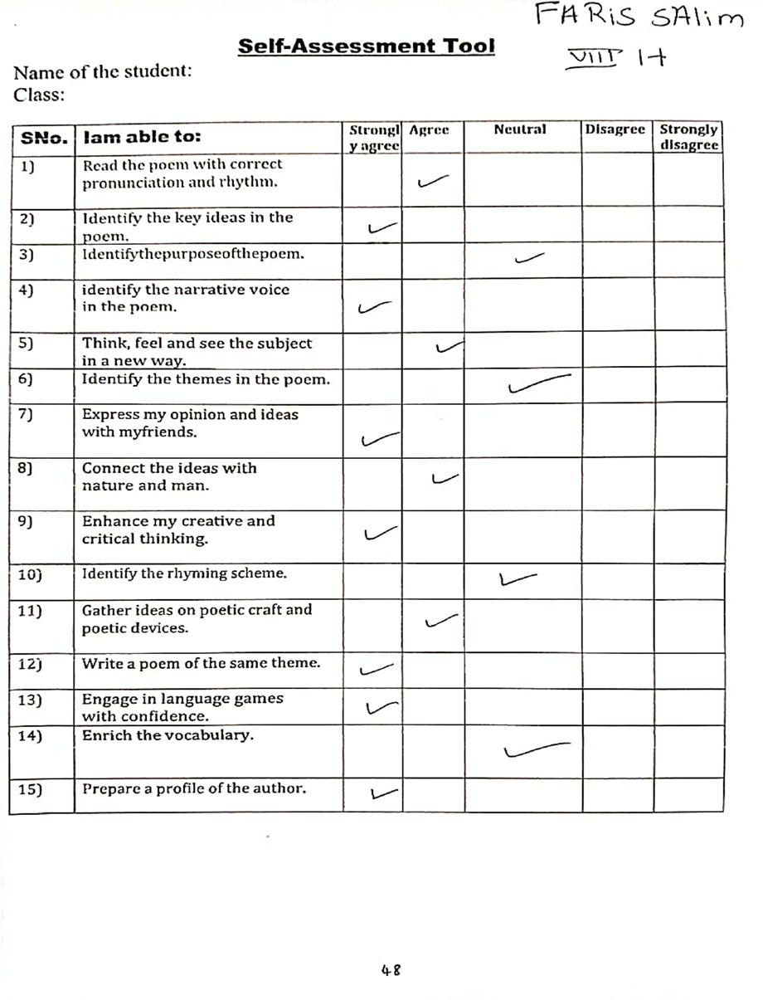 FARiS SAlim
Self-Assessment Tool
VIII
Name of the student:
Class:
SNo. Iam able to: Strongl y agree Agree Neutral Disagree Strongly disagree
1) Read the poem with correct
pronunciation and rhythm. ✓
2) Identify the key ideas in the
poem. ✓
3) Identifythepurposeofthepoem. ✓
4) identify the narrative voice
in the poem. ✓
5) Think, feel and see the subject
in a new way. ✓
6) Identify the themes in the poem. ✓
7) Express my opinion and ideas
with myfriends. ✓
8) Connect the ideas with
nature and man. ✓
9) Enhance my creative and
critical thinking. ✓
10) Identify the rhyming scheme. ✓
11) Gather ideas on poetic craft and
poetic devices. ✓
12) Write a poem of the same theme. ✓
13) Engage in language games
with confidence. ✓
14) Enrich the vocabulary. ✓
15) Prepare a profile of the author. ✓
48